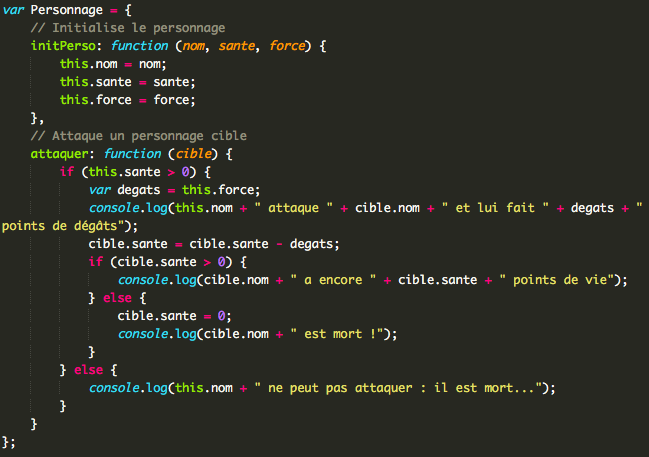 var Personnage = {
    // Initialise le personnage
    initPerso: function (nom, sante, force) {
        this.nom = nom;
        this.sante = sante;
        this.force = force;
    },
    // Attaque un personnage cible
    attaquer: function (cible) {
        if (this.sante > 0) {
            var degats = this.force;
            console.log(this.nom + " attaque " + cible.nom + " et lui fait " + degats + "
points de dégâts");
            cible.sante = cible.sante - degats;
            if (cible.sante > 0) {
                console.log(cible.nom + " a encore " + cible.sante + " points de vie");
            } else {
                cible.sante = 0;
                console.log(cible.nom + " est mort !");
            }
        } else {
            console.log(this.nom + " ne peut pas attaquer : il est mort...");
        }
    }
};